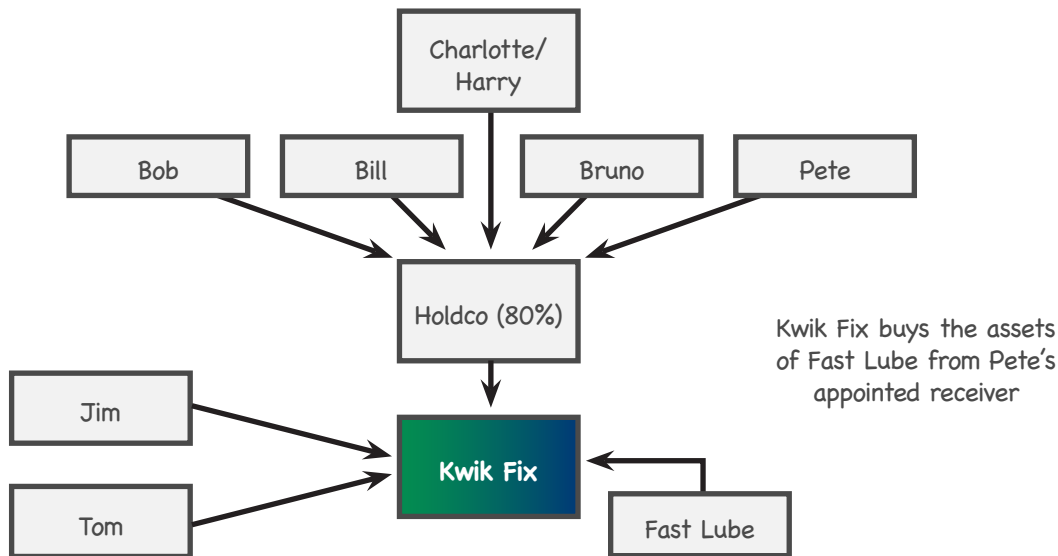 Charlotte/
Harry
Bob
Bill
Bruno
Pete
Holdco (80%)
Kwik Fix buys the assets
of Fast Lube from Pete’s
appointed receiver
Jim
Kwik Fix
Tom
Fast Lube